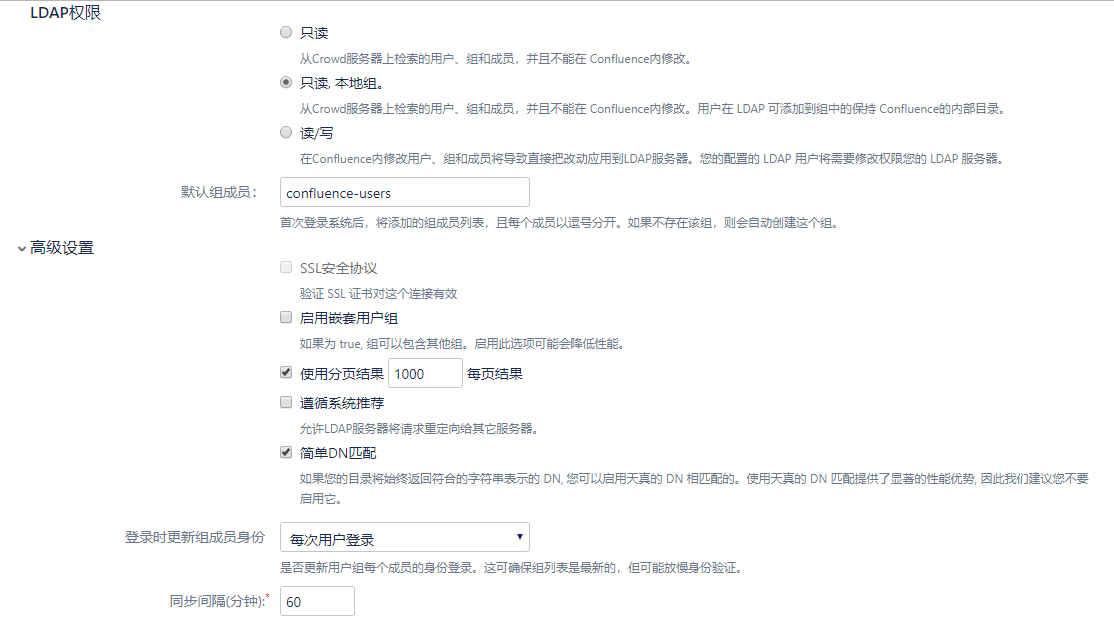 LDAP权限
只读
从Crowd服务器上检索的用户、组和成员，并且不能在 Confluence内修改。
只读, 本地组。
从Crowd服务器上检索的用户、组和成员，并且不能在 Confluence内修改。用户在 LDAP 可添加到组中的保持 Confluence的内部目录。
读/写
在Confluence内修改用户、组和成员将导致直接把改动应用到LDAP服务器。您的配置的 LDAP 用户将需要修改权限您的 LDAP 服务器。
默认组成员： confluence-users
首次登录系统后，将添加的组成员列表，且每个成员以逗号分开。如果不存在该组，则会自动创建这个组。
高级设置
SSL安全协议
验证 SSL 证书对这个连接有效
启用嵌套用户组
如果为 true, 组可以包含其他组。启用此选项可能会降低性能。
使用分页结果 1000 每页结果
遵循系统推荐
允许LDAP服务器将请求重定向给其它服务器。
简单DN匹配
如果您的目录将始终返回符合的字符串表示的 DN, 您可以启用天真的 DN 相匹配的。使用天真的 DN 匹配提供了显著的性能优势, 因此我们建议您不要
启用它。
登录时更新组成员身份 每次用户登录
是否更新用户组每个成员的身份登录。这可确保组列表是最新的，但可能放慢身份验证。
同步间隔(分钟):* 60